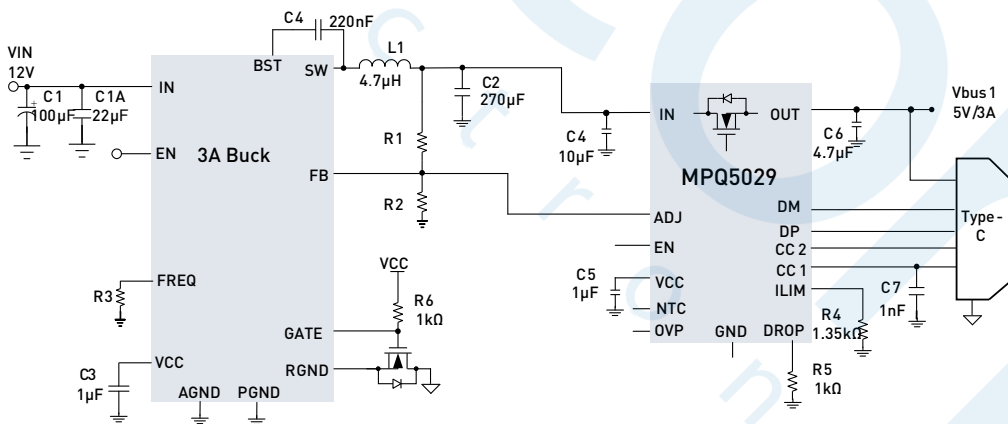 C4
220nF
VIN
12V
BST
SW
L1
4.7µH
C2
270µF
IN
C1
100µF
C1A
22µF
EN
3A Buck
R1
FB
R2
C4
10µF
IN
OUT
Vbus1
5V/3A
C6
4.7µF
MPQ5029
ADJ
DM
DP
CC2
CC1
Type-
C
EN
C5
1µF
VCC
NTC
OVP
GND
DROP
ILIM
R4
1.35kΩ
C7
1nF
R5
1kΩ
FREQ
R3
VCC
R6
1kΩ
GATE
RGND
VCC
C3
1µF
AGND
PGND
c
t
r
o
n